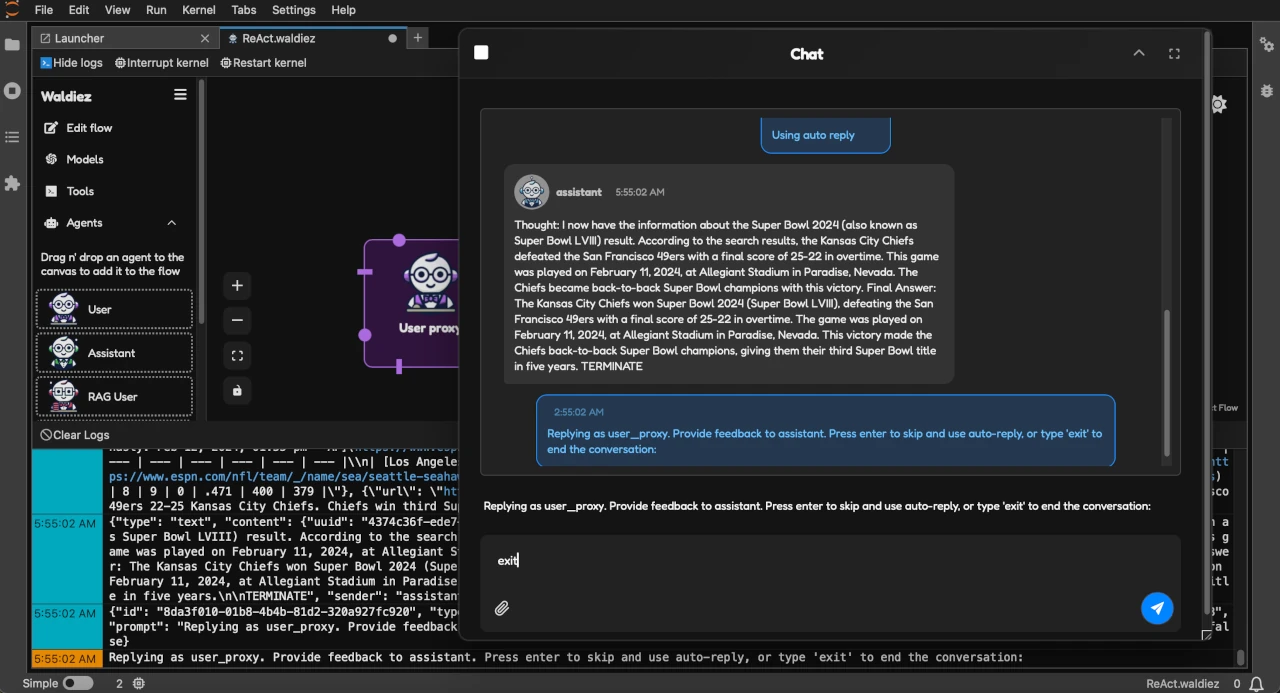 File Edit View Run Kernel Tabs Settings Help
Launcher
ReAct.waldiez
Hide logs Interrupt kernel Restart kernel
Waldiez
Edit flow
Models
Tools
Agents
Drag n' drop an agent to the
canvas to add it to the flow
User
Assistant
RAG User
User proxy
Chat
Using auto reply
assistant 5:55:02 AM
Thought: I now have the information about the Super Bowl 2024 (also known as
Super Bowl LVIII) result. According to the search results, the Kansas City Chiefs
defeated the San Francisco 49ers with a final score of 25-22 in overtime. This game
was played on February 11, 2024, at Allegiant Stadium in Paradise, Nevada. The
Chiefs became back-to-back Super Bowl champions with this victory. Final Answer:
The Kansas City Chiefs won Super Bowl 2024 (Super Bowl LVIII), defeating the San
Francisco 49ers with a final score of 25-22 in overtime. The game was played on
February 11, 2024, at Allegiant Stadium in Paradise, Nevada. This victory made the
Chiefs back-to-back Super Bowl champions, giving them their third Super Bowl title
in five years. TERMINATE
2:55:02 AM
Replying as user_proxy. Provide feedback to assistant. Press enter to skip and use auto-reply, or type 'exit' to
end the conversation:
Replying as user_proxy. Provide feedback to assistant. Press enter to skip and use auto-reply, or type 'exit' to end the conversation:
exit
t Flow
Clear Logs
--- | --- | --- | --- | --- | --- |\\n| [Los Angele
ps://www.espn.com/nfl/team/_/name/sea/seattle-seahaw
| 8 | 9 | 0 | .471 | 400 | 379 |\"}, {\"url\": \"ht
49ers 22-25 Kansas City Chiefs. Chiefs win third Su
5:55:02 AM {"type": "text", "content": {"uuid": "4374c36f-ede7-
s Super Bowl LVIII) result. According to the search
ame was played on February 11, 2024, at Allegiant S
r: The Kansas City Chiefs won Super Bowl 2024 (Supe
February 11, 2024, at Allegiant Stadium in Paradise,
e in five years.\n\nTERMINATE", "sender": "assistan
5:55:02 AM {"id": "8da3f010-01b8-4b4b-81d2-320a927fc920", "type
"prompt": "Replying as user_proxy. Provide feedback
se}
5:55:02 AM Replying as user_proxy. Provide feedback to assistant. Press enter to skip and use auto-reply, or type 'exit' to end the conversation:
Simple 2 ReAct.waldiez 0